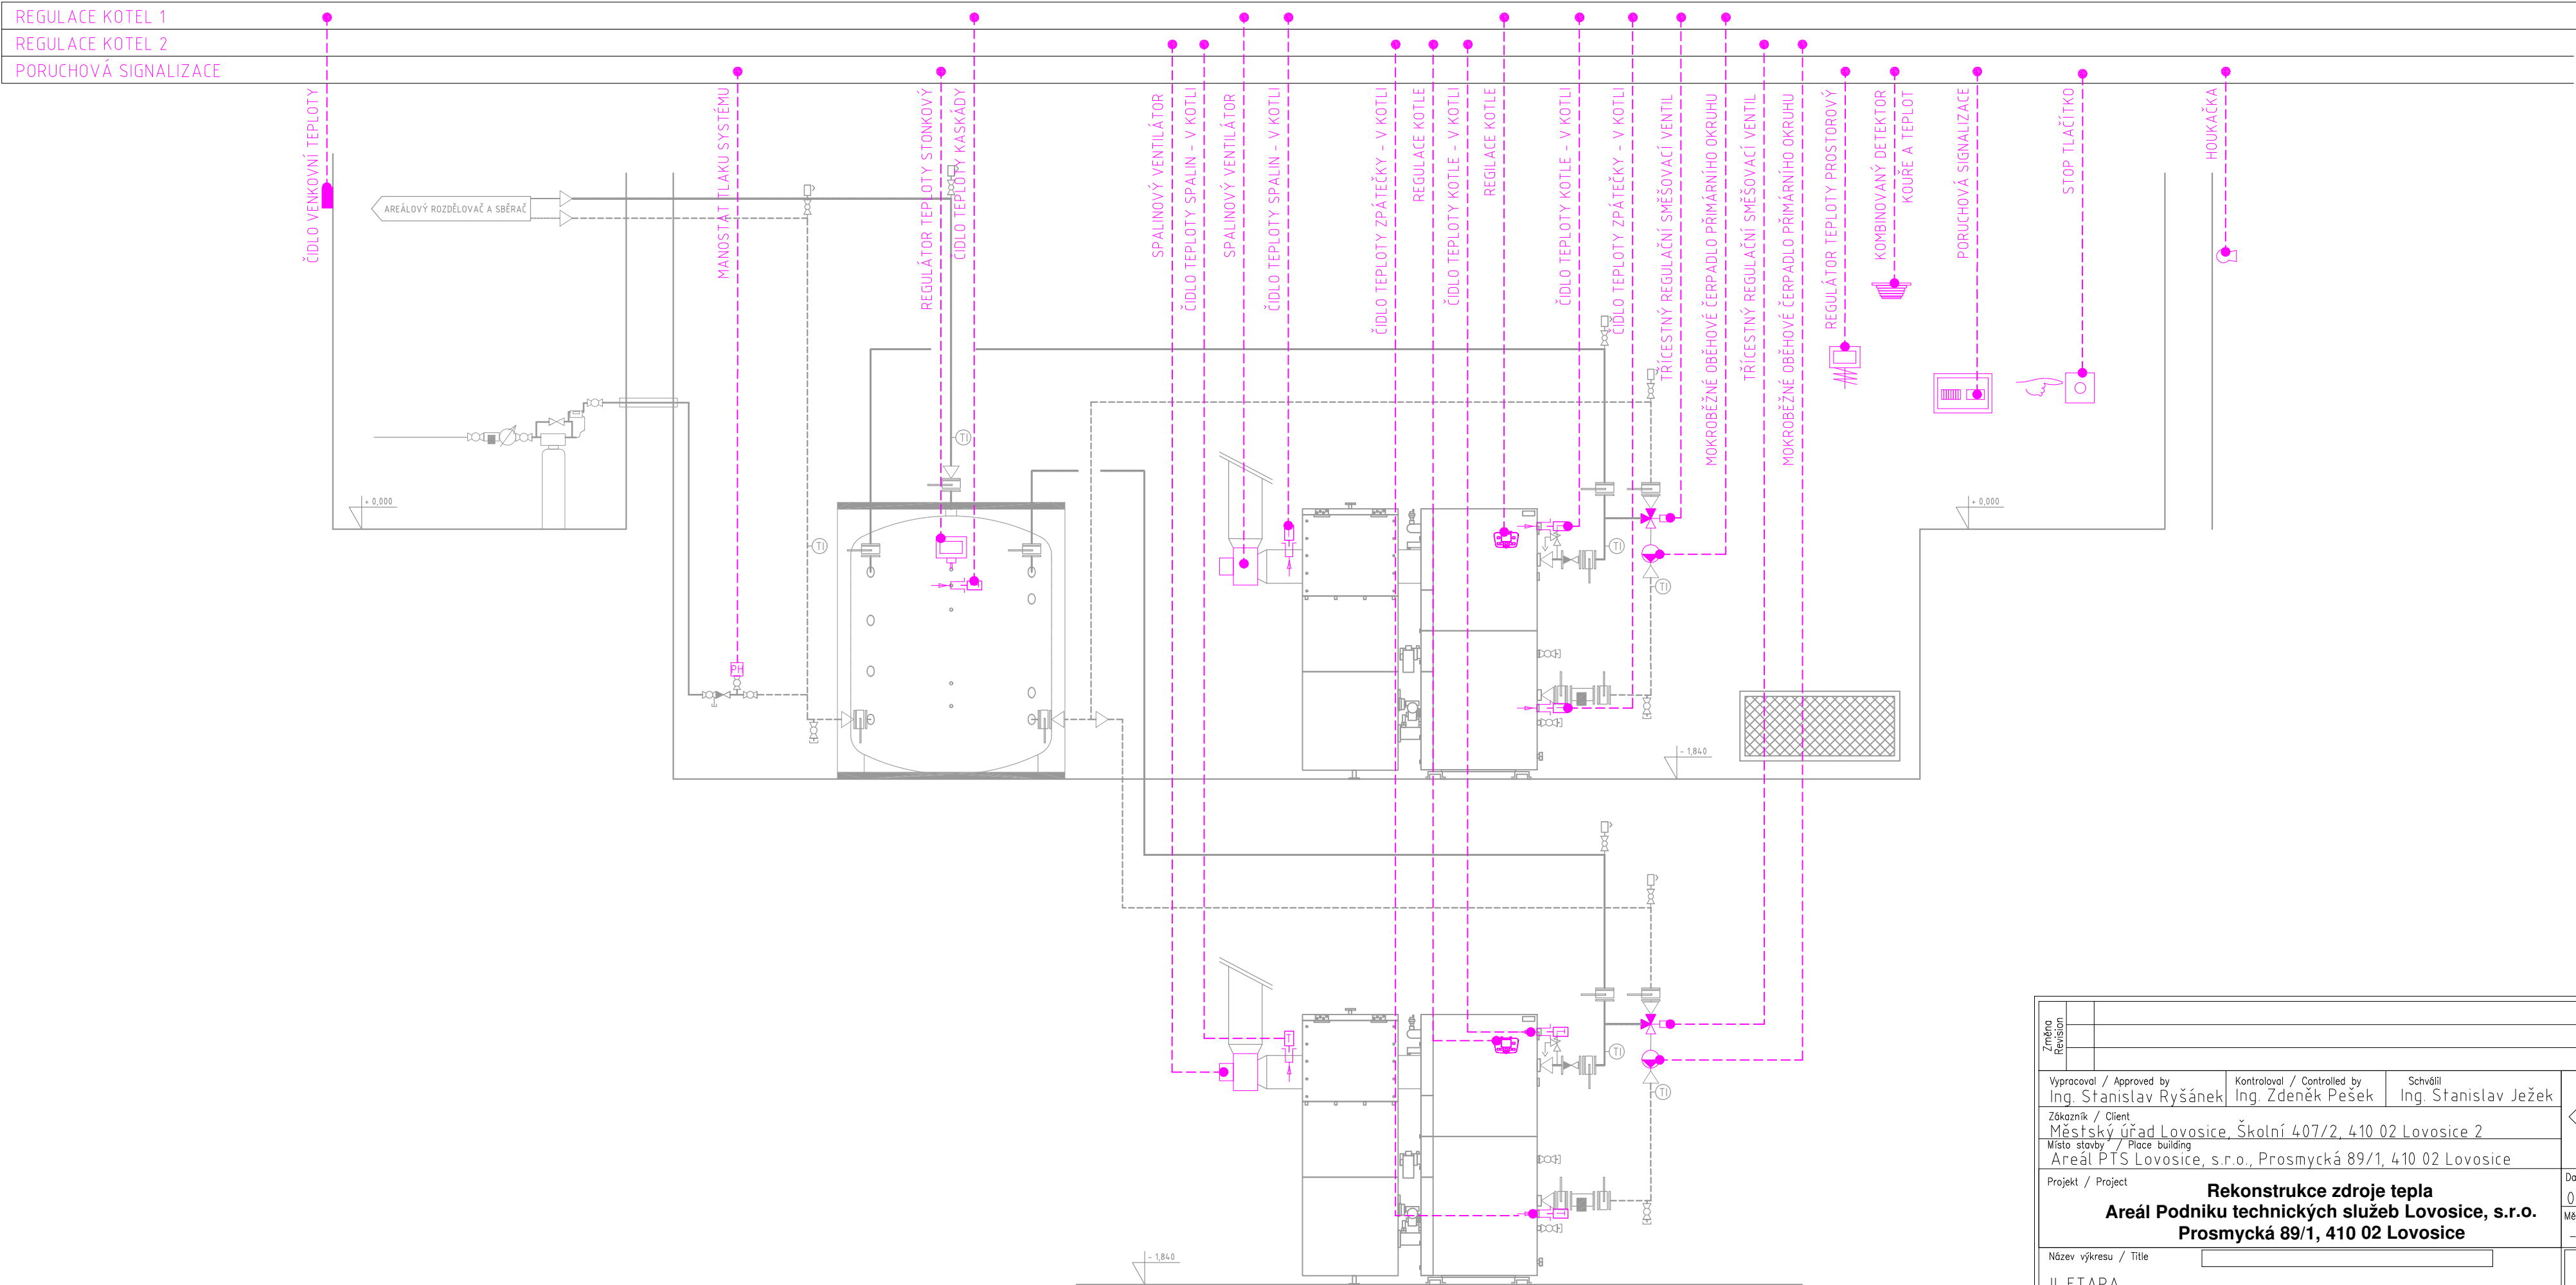 REGULACE KOTEL 1
REGULACE KOTEL 2
PORUCHOVÁ SIGNALIZACE
ČIDLO VENKOVNÍ TEPLOTY
MANOSTAT TLAKU SYSTÉMU
REGULÁTOR TEPLOTY STONKOVÝ
ČIDLO TEPLOTY KASKÁDY
SPALINOVÝ VENTILÁTOR
ČIDLO TEPLOTY SPALIN - V KOTLI
SPALINOVÝ VENTILÁTOR
ČIDLO TEPLOTY SPALIN - V KOTLI
ČIDLO TEPLOTY ZPÁTEČKY - V KOTLI
REGULACE KOTLE
ČIDLO TEPLOTY KOTLE - V KOTLI
REGILACE KOTLE
ČIDLO TEPLOTY KOTLE - V KOTLI
ČIDLO TEPLOTY ZPÁTEČKY - V KOTLI
TŘÍCESTNÝ REGULAČNÍ SMĚŠOVACÍ VENTIL
MOKROBĚŽNÉ OBĚHOVÉ ČERPADLO PŘIMÁRNÍHO OKRUHU
TŘÍCESTNÝ REGULAČNÍ SMĚŠOVACÍ VENTIL
MOKROBĚŽNÉ OBĚHOVÉ ČERPADLO PŘIMÁRNÍHO OKRUHU
REGULÁTOR TEPLOTY PROSTOROVÝ
KOMBINOVANÝ DETEKTOR
KOUŘE A TEPLOT
PORUCHOVÁ SIGNALIZACE
STOP TLAČÍTKO
HOUKAČKA
AREÁLOVÝ ROZDĚLOVAČ A SBĚRAČ
TI
+ 0,000
+ 0,000
TI
TI
T
TI
PH
- 1,840
T
TI
TI
- 1,840
Změna
Revision
Vypracoval / Approved by
Ing. Stanislav Ryšánek
Kontroloval / Controlled by
Ing. Zdeněk Pešek
Schválil
Ing. Stanislav Ježek
Zákazník / Client
Městský úřad Lovosice, Školní 407/2, 410 02 Lovosice 2
Místo stavby / Place building
Areál PTS Lovosice, s.r.o., Prosmycká 89/1, 410 02 Lovosice
Projekt / Project
Rekonstrukce zdroje tepla
Areál Podniku technických služeb Lovosice, s.r.o.
Prosmycká 89/1, 410 02 Lovosice
Název výkresu / Title